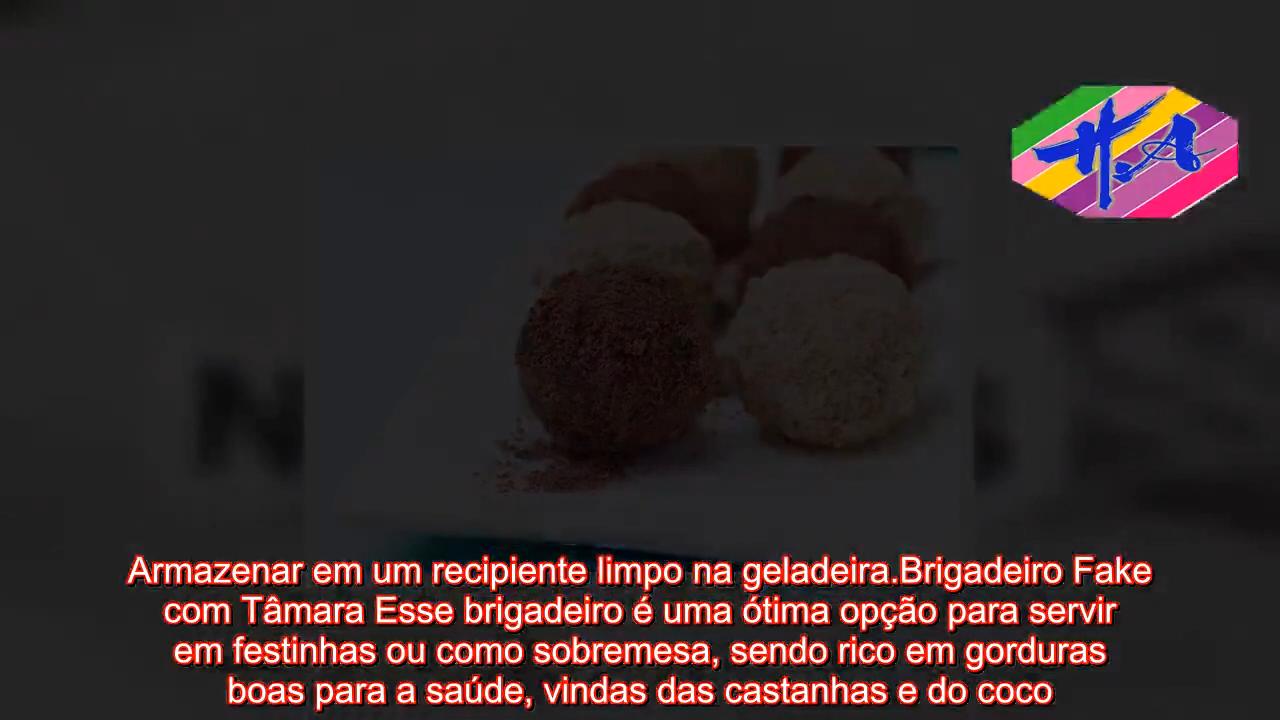 H.A
Armazenar em um recipiente limpo na geladeira.Brigadeiro Fake
com Tâmara Esse brigadeiro é uma ótima opção para servir
em festinhas ou como sobremesa, sendo rico em gorduras
boas para a saúde, vindas das castanhas e do coco